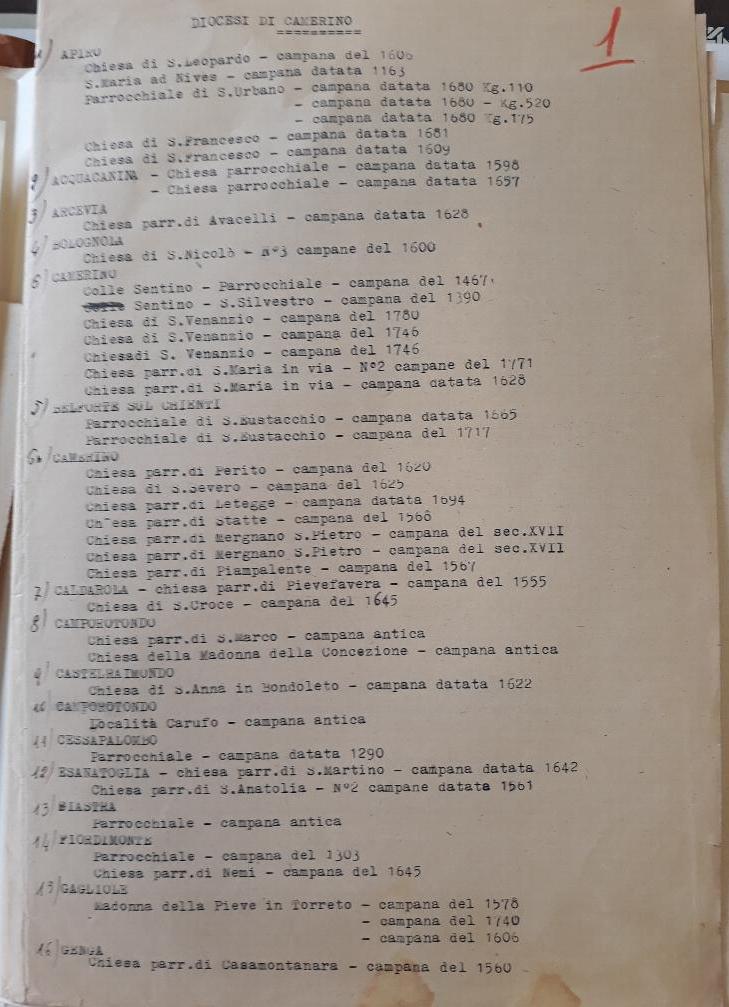 DIOCESI DI CAMERINO
==========
1
1) APIRO
Chiesa di S.Leopardo - campana del 1606
S.Maria ad Nives - campana datata 1163
Parrocchiale di S.Urbano - campana datata 1680 Kg.110
- campana datata 1680 - Kg.520
- campana datata 1680 Kg.175
Chiesa di S.Francesco - campana datata 1681
Chiesa di S.Francesco - campana datata 1609
2) ACQUACANINA - Chiesa parrocchiale - campana datata 1598
- Chiesa parrocchiale - campana datata 1657
3) ARCEVIA
Chiesa parr.di Avacelli - campana datata 1628
4) BOLOGNOLA
Chiesa di S.Nicolò - N°3 campane del 1600
6) CAMERINO
Colle Sentino - Parrocchiale - campana del 1467
Sentino - S.Silvestro - campana del 1390
Chiesa di S.Venanzio - campana del 1780
Chiesa di S.Venanzio - campana del 1746
Chiesadi S. Venanzio - campana del 1746
Chiesa parr.di S.Maria in via - N°2 campane del 1771
Chiesa parr.di S.Maria in via - campana datata 1628
5) BELFORTE SUL CHIENTI
Parrocchiale di S.Eustacchio - campana datata 1665
Parrocchiale di S.Eustacchio - campana del 1717
6) CAMERINO
Chiesa parr.di Perito - campana del 1620
Chiesa di S.Severo - campana del 1625
Chiesa parr.di Letegge - campana datata 1694
Chiesa parr.di Statte - campana del 1566
Chiesa parr.di Mergnano S.Pietro - campana del sec.XVII
Chiesa parr.di Mergnano S.Pietro - campana del sec.XVII
Chiesa parr.di Piampalente - campana del 1567
7) CALDAROLA - chiesa parr.di Pievefavera - campana del 1555
Chiesa di S.Croce - campana del 1645
8) CAMPOROTONDO
Chiesa parr.di S.Marco - campana antica
Chiesa della Madonna della Concezione - campana antica
9) CASTELRAIMONDO
Chiesa di S.Anna in Bondoleto - campana datata 1622
10 CAMPOROTONDO
Località Carufo - campana antica
11) CESSAPALOMBO
Parrocchiale - campana datata 1290
12) ESANATOGLIA - chiesa parr.di S.Martino - campana datata 1642
Chiesa parr.di S.Anatolia - N°2 campane datate 1561
13) FIASTRA
Parrocchiale - campana antica
14) FIORDIMONTE
Parrocchiale - campana del 1303
Chiesa parr.di Nemi - campana del 1645
15) GAGLIOLE
Madonna della Pieve in Torreto - campana del 1578
- campana del 1740
- campana del 1606
16) GENGA
Chiesa parr.di Casamontanara - campana del 1560